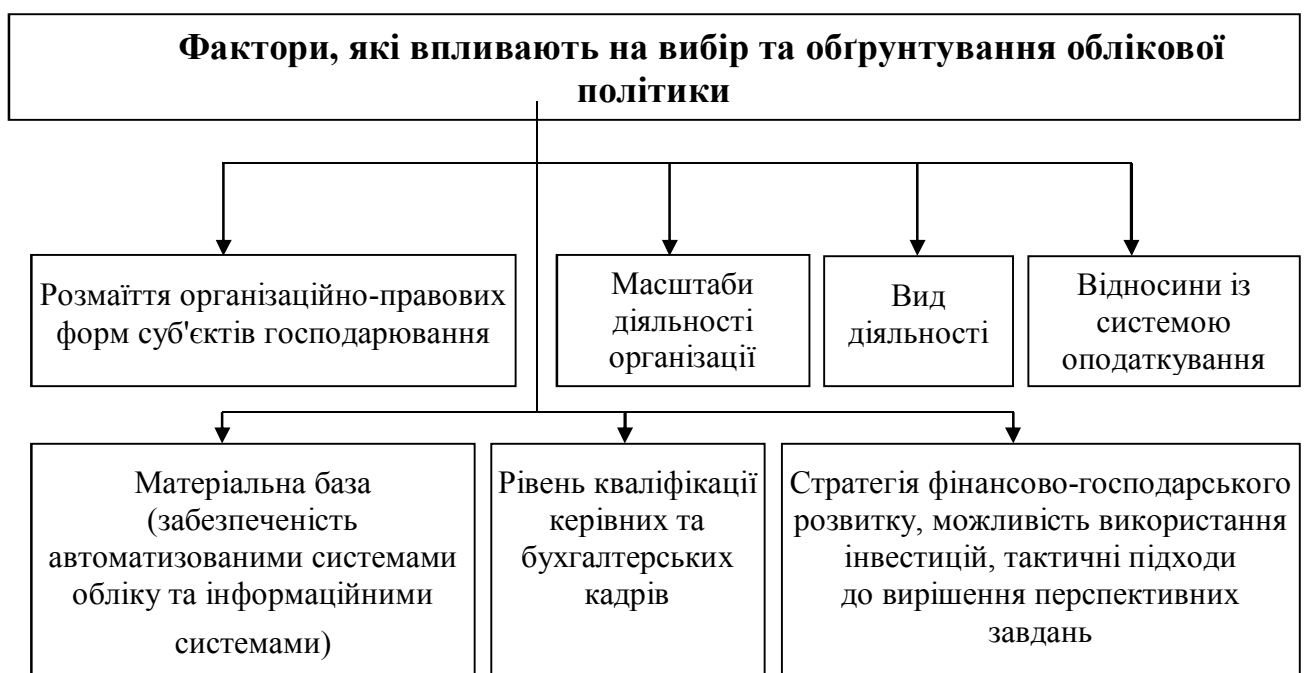 Фактори, які впливають на вибір та обґрунтування облікової
політики
Розмаїття організаційно-правових
форм суб'єктів господарювання
Масштаби
діяльності
організації
Вид
діяльності
Відносини із
системою
оподаткування
Матеріальна база
(забезпеченість
автоматизованими системами
обліку та інформаційними
системами)
Рівень кваліфікації
керівних та
бухгалтерських
кадрів
Стратегія фінансово-господарського
розвитку, можливість використання
інвестицій, тактичні підходи
до вирішення перспективних
завдань